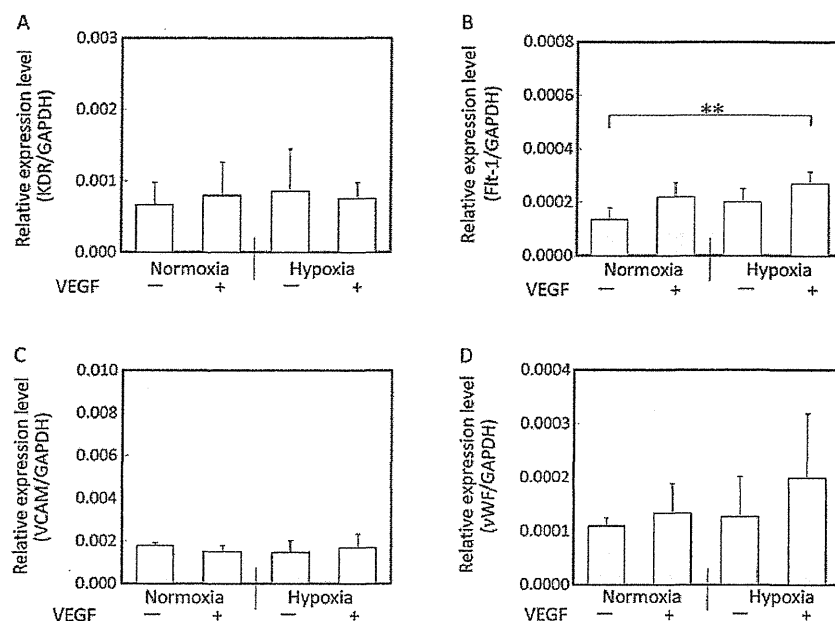 A
Relative expression level
(KDR/GAPDH)
0.003
0.002
0.001
0.000
Normoxia
Hypoxia
VEGF
—
+
—
+
B
Relative expression level
(Flt-1/GAPDH)
0.0008
0.0006
0.0004
0.0002
0.0000
**
Normoxia
Hypoxia
—
+
—
+
C
Relative expression level
(VCAM/GAPDH)
0.010
0.008
0.006
0.004
0.002
0.000
Normoxia
Hypoxia
VEGF
—
+
—
+
D
Relative expression level
(vWF/GAPDH)
0.0004
0.0003
0.0002
0.0001
0.0000
Normoxia
Hypoxia
—
+
—
+